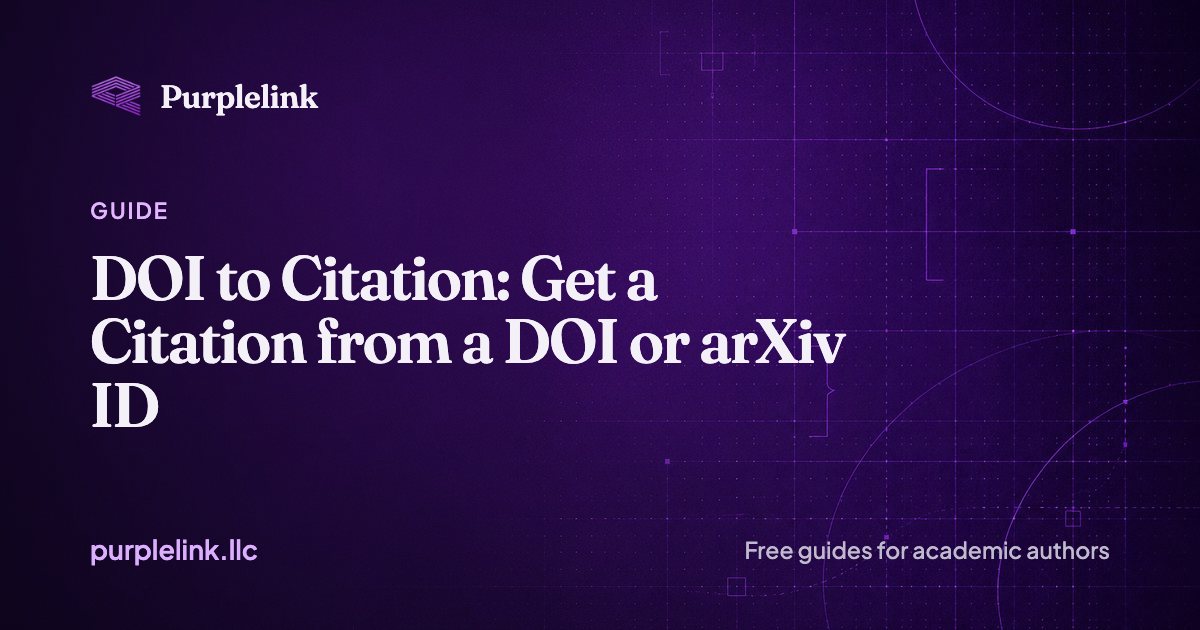 Purplelink
GUIDE
DOI to Citation: Get a
Citation from a DOI or arXiv
ID
purplelink.llc
Free guides for academic authors